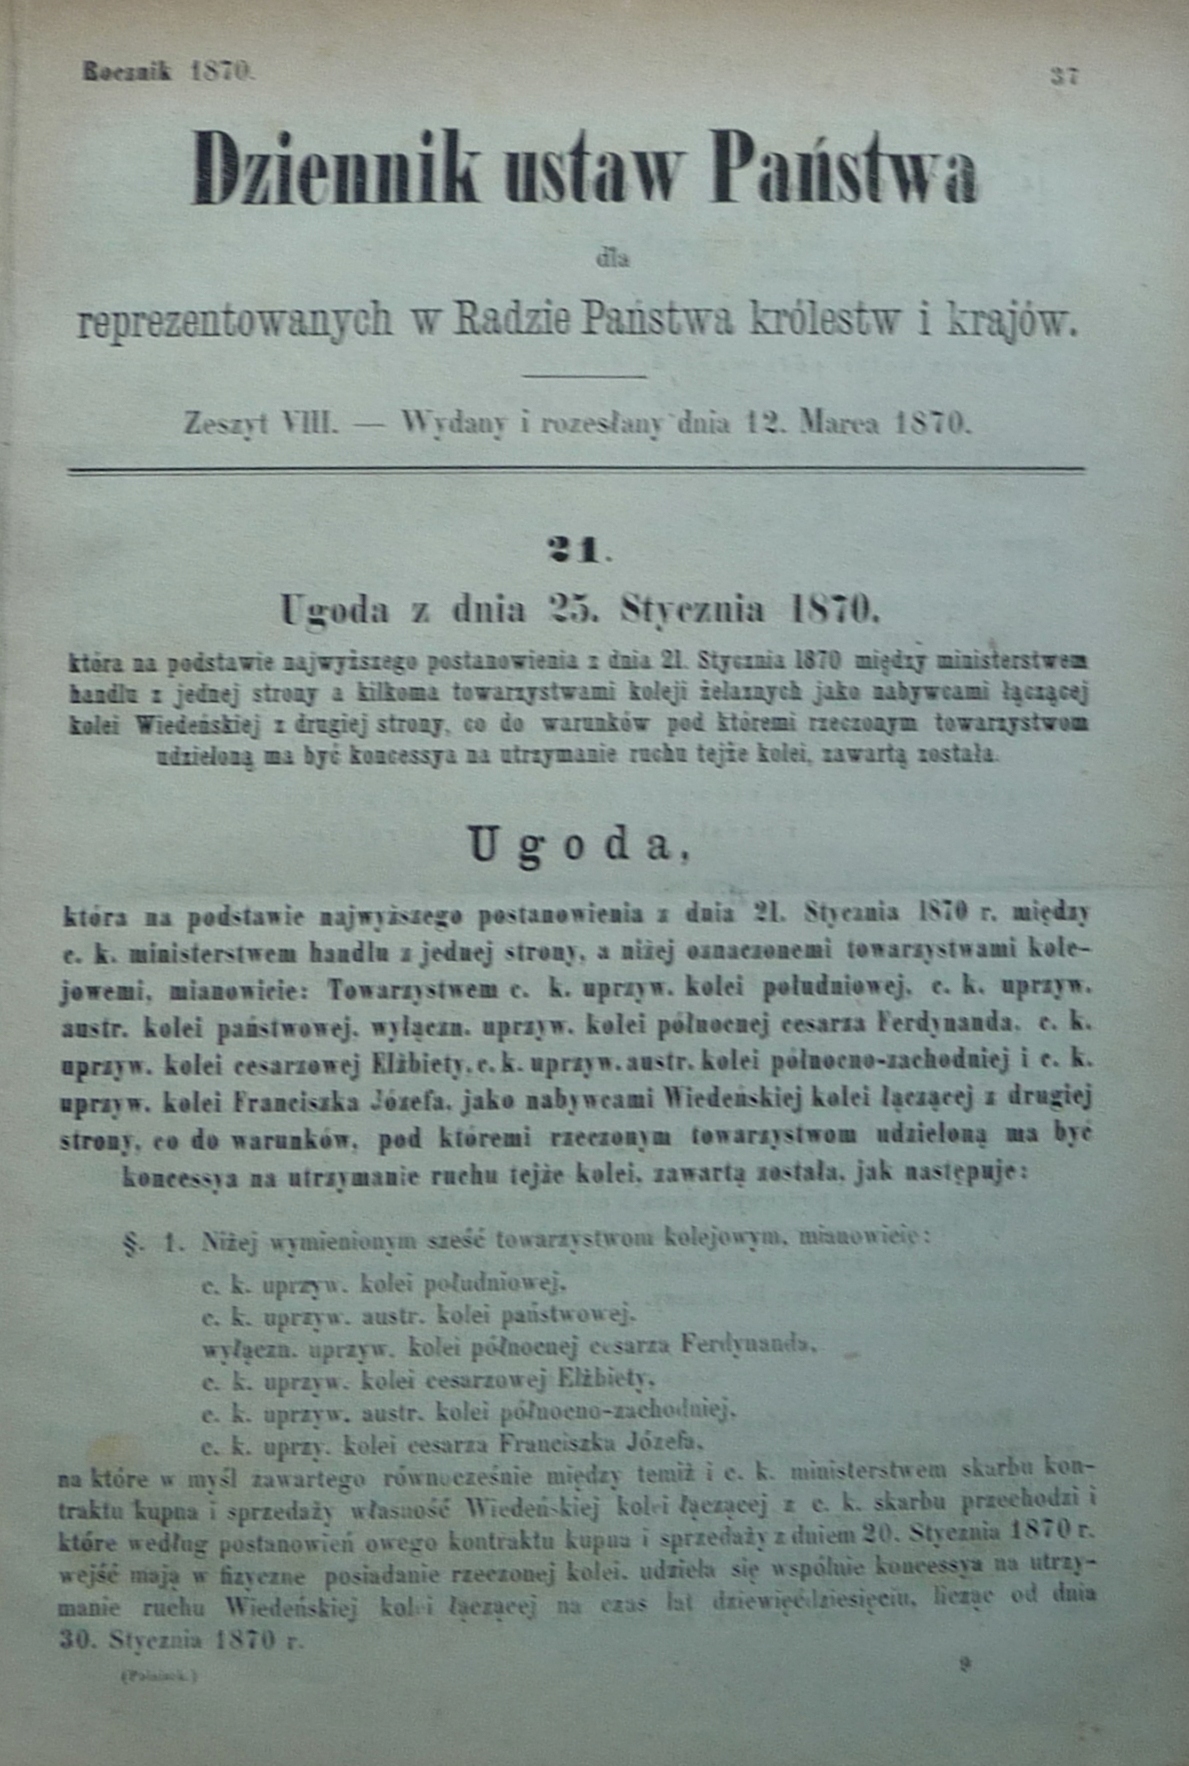 Rocznik 1870.
37
Dziennik ustaw Państwa
dla
reprezentowanych w Radzie Państwa królestw i krajów.
Zeszyt VIII. — Wydany i rozesłany dnia 12. Marca 1870.
21.
Ugoda z dnia 25. Stycznia 1870.
która na podstawie najwyższego postanowienia z dnia 21. Stycznia 1870 między ministerstwem
handlu z jednej strony a kilkoma towarzystwami koleji żelaznych jako nabywcami łączącej
kolei Wiedeńskiej z drugiej strony, co do warunków pod któremi rzeczonym towarzystwom
udzieloną ma być koncessya na utrzymanie ruchu tejże kolei, zawartą została.
Ugoda,
która na podstawie najwyższego postanowienia z dnia 21. Stycznia 1870 r. między
c. k. ministerstwem handlu z jednej strony, a niżej oznaczonemi towarzystwami kole-
jowemi, mianowicie: Towarzystwem c. k. uprzyw. kolei południowej, c. k. uprzyw.
austr. kolei państwowej, wyłączn. uprzyw. kolei północnej cesarza Ferdynanda, c. k.
uprzyw. kolei cesarzowej Elżbiety, c. k. uprzyw. austr. kolei północno-zachodniej i c. k.
uprzyw. kolei Franciszka Józefa, jako nabywcami Wiedeńskiej kolei łączącej z drugiej
strony, co do warunków, pod któremi rzeczonym towarzystwom udzieloną ma być
koncessya na utrzymanie ruchu tejże kolei, zawartą została, jak następuje:
§. 1. Niżej wymienionym sześć towarzystwom kolejowym, mianowicie:
c. k. uprzyw. kolei południowej,
c. k. uprzyw. austr. kolei państwowej,
wyłączn. uprzyw. kolei północnej cesarza Ferdynanda,
c. k. uprzyw. kolei cesarzowej Elżbiety,
c. k. uprzyw. austr. kolei północno-zachodniej,
c. k. uprzy. kolei cesarza Franciszka Józefa,
na które w myśl zawartego równocześnie między temiż i c. k. ministerstwem skarbu kon-
traktu kupna i sprzedaży własność Wiedeńskiej kolei łączącej z c. k. skarbu przechodzi i
które według postanowień owego kontraktu kupna i sprzedaży z dniem 20. Stycznia 1870 r.
wejść mają w fizyczne posiadanie rzeczonej kolei, udziela się wspólnie koncessya na utrzy-
manie ruchu Wiedeńskiej kolei łączącej na czas lat dziewięćdziesięciu, licząc od dnia
30. Stycznia 1870 r.
(Polnisch.)
9